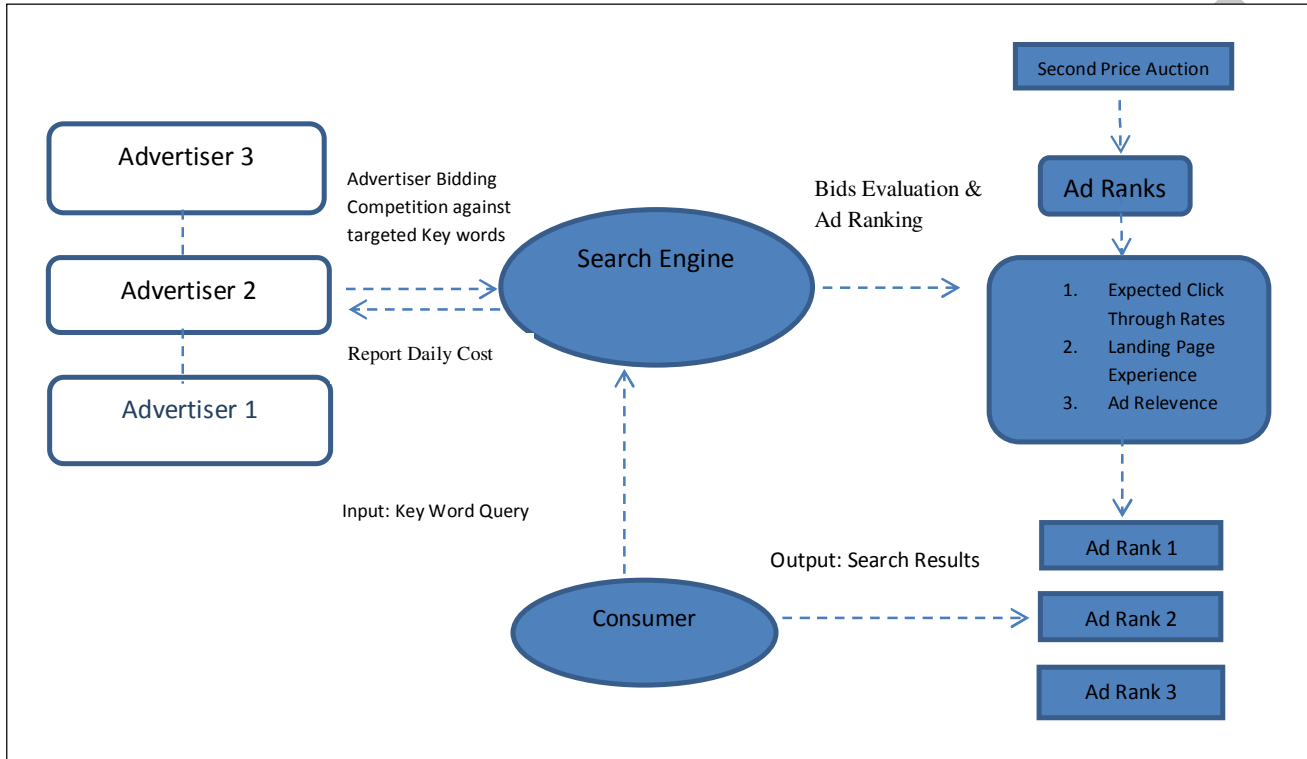 Second Price Auction
Advertiser 3
Advertiser Bidding
Competition against
targeted Key words
Bids Evaluation &
Ad Ranking
Ad Ranks
Search Engine
Advertiser 2
1. Expected Click
Through Rates
2. Landing Page
Experience
3. Ad Relevence
Report Daily Cost
Advertiser 1
Input: Key Word Query
Output: Search Results
Ad Rank 1
Consumer
Ad Rank 2
Ad Rank 3